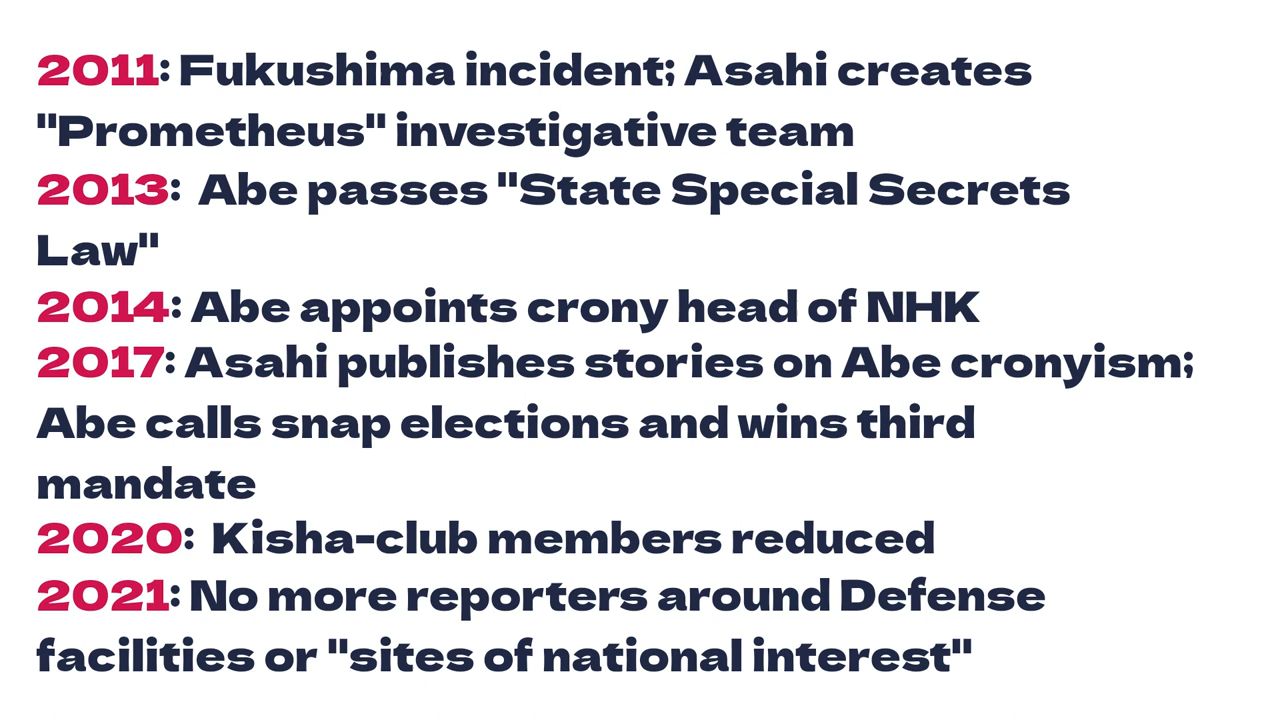 2011: Fukushima incident; Asahi creates
"Prometheus" investigative team
2013:  Abe passes "State Special Secrets
Law"
2014: Abe appoints crony head of NHK
2017: Asahi publishes stories on Abe cronyism;
Abe calls snap elections and wins third
mandate
2020:  Kisha-club members reduced
2021: No more reporters around Defense
facilities or "sites of national interest"